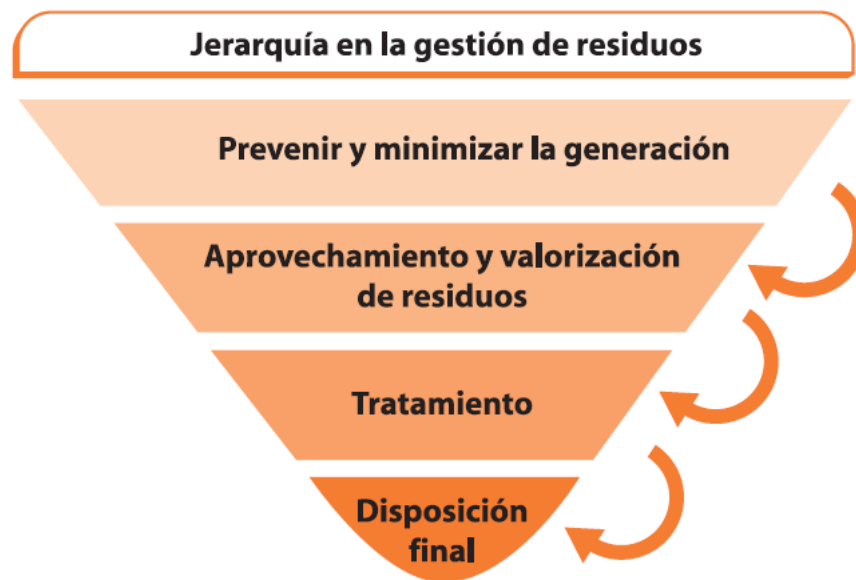 Jerarquía en la gestión de residuos
Prevenir y minimizar la generación
Aprovechamiento y valorización
de residuos
Tratamiento
Disposición
final